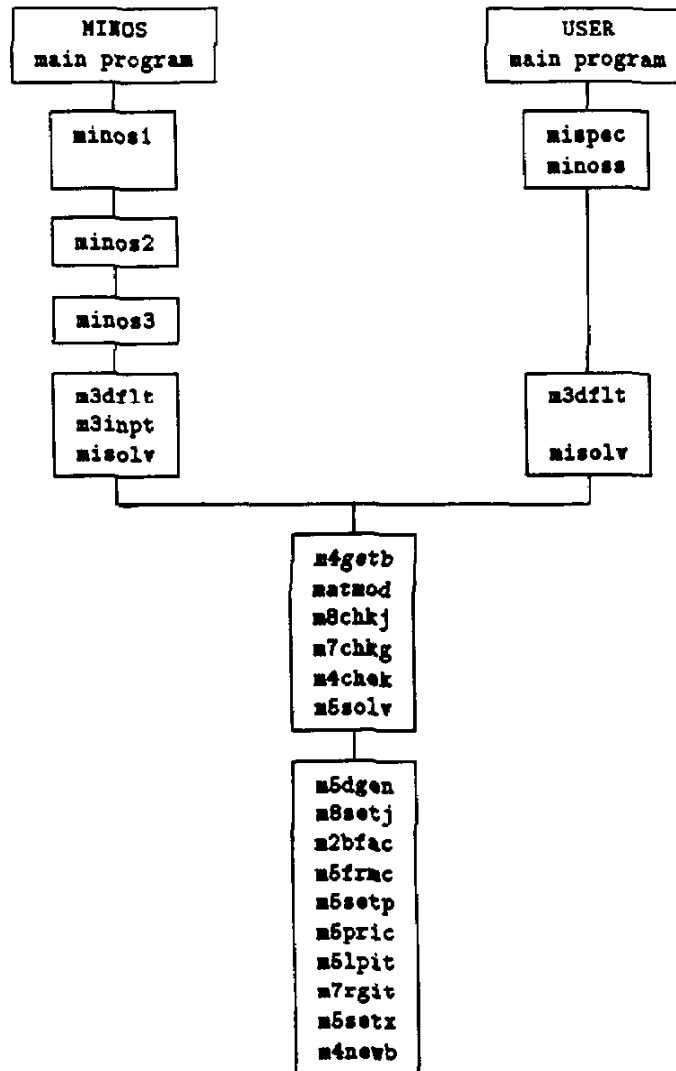 MINOS
main program
minos1
minos2
minos3
m3dflt
m3inpt
misolv
USER
main program
mispec
minoss
m3dflt
misolv
m4getb
matmod
m8chkj
m7chkg
m4chek
m5solv
m5dgen
m8setj
m2bfac
m5frmc
m5setp
m5pric
m5lpit
m7rgit
m5setx
m4newb